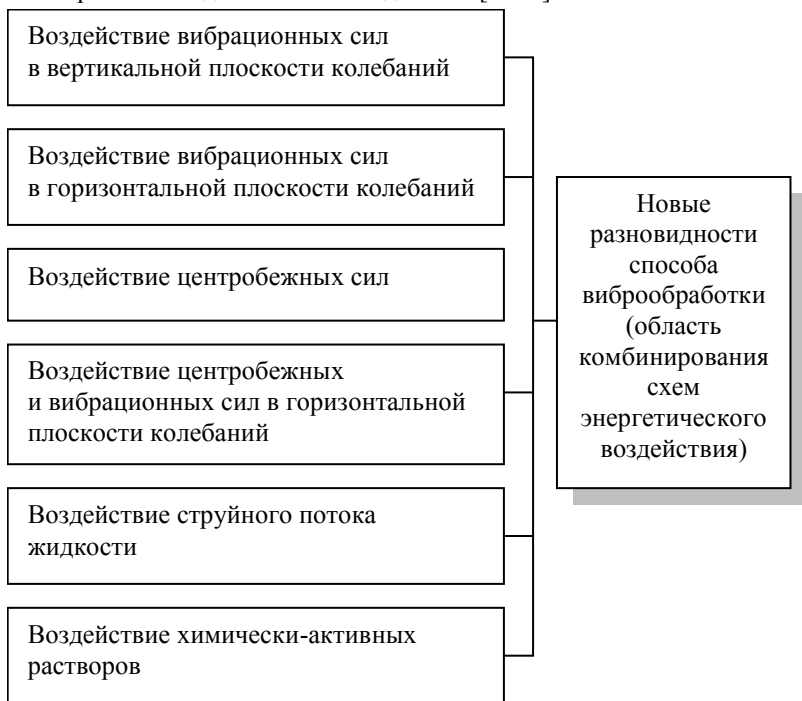 Воздействие вибрационных сил
в вертикальной плоскости колебаний
Воздействие вибрационных сил
в горизонтальной плоскости колебаний
Воздействие центробежных сил
Воздействие центробежных
и вибрационных сил в горизонтальной
плоскости колебаний
Воздействие струйного потока
жидкости
Воздействие химически-активных
растворов
Новые
разновидности
способа
виброобработки
(область
комбинирования
схем
энергетического
воздействия)